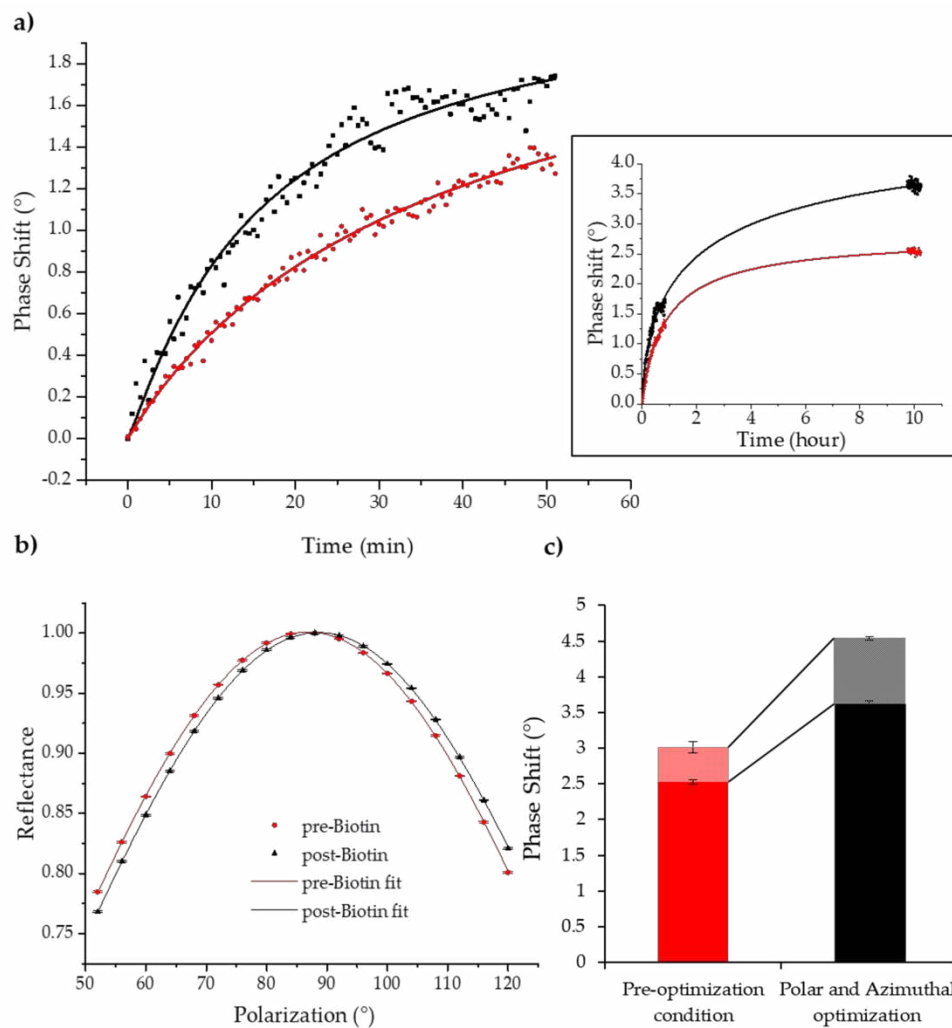 a)
1.8
1.6
1.4
1.2
1.0
0.8
0.6
0.4
0.2
0.0
-0.2
Phase Shift (°)
0 10 20 30 40 50 60
Time (min)
4.0
3.5
3.0
2.5
2.0
1.5
1.0
0.5
0.0
Phase shift (°)
0 2 4 6 8 10
Time (hour)
b)
1.00
0.95
0.90
0.85
0.80
0.75
Reflectance
pre-Biotin
post-Biotin
pre-Biotin fit
post-Biotin fit
50 60 70 80 90 100 110 120
Polarization (°)
c)
5
4.5
4
3.5
3
2.5
2
1.5
1
0.5
0
Phase Shift (°)
Pre-optimization
condition
Polar and Azimuthal
optimization